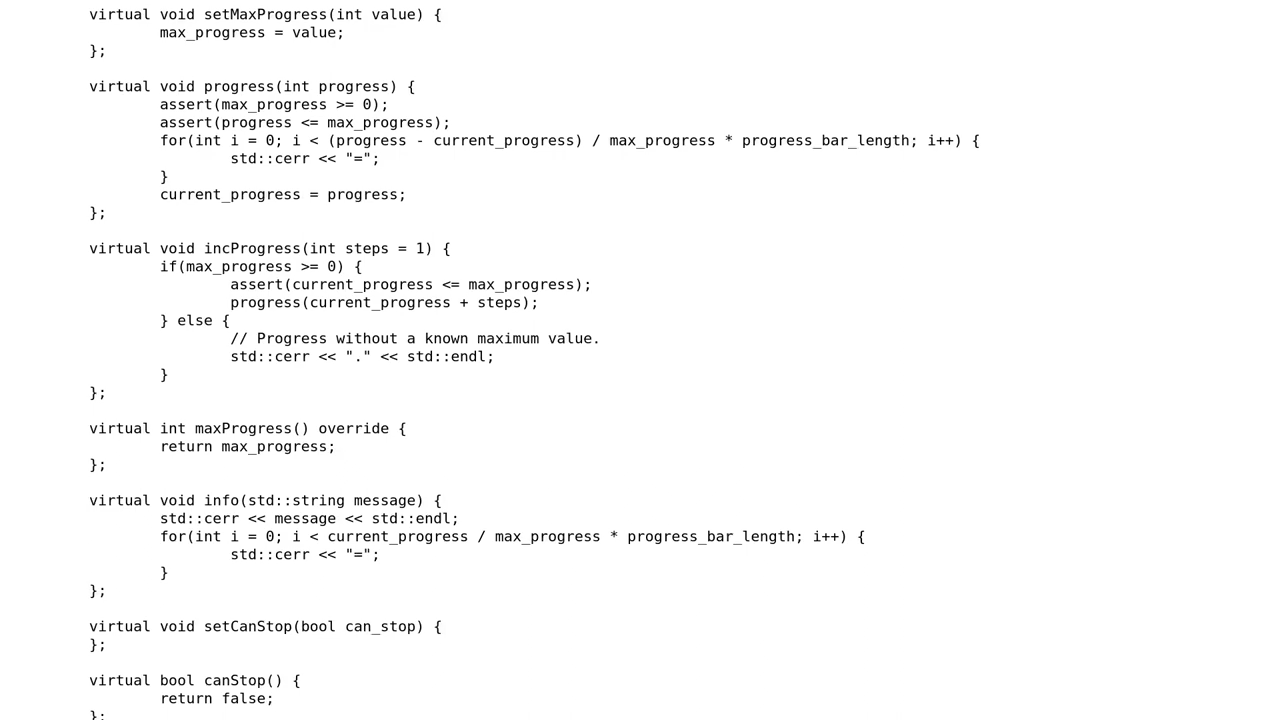 virtual void setMaxProgress(int value) {
max_progress = value;
};
virtual void progress(int progress) {
assert(max_progress >= 0);
assert(progress <= max_progress);
for(int i = 0; i < (progress - current_progress) / max_progress * progress_bar_length; i++) {
std::cerr << "=";
}
current_progress = progress;
};
virtual void incProgress(int steps = 1) {
if(max_progress >= 0) {
assert(current_progress <= max_progress);
progress(current_progress + steps);
} else {
// Progress without a known maximum value.
std::cerr << "." << std::endl;
}
};
virtual int maxProgress() override {
return max_progress;
};
virtual void info(std::string message) {
std::cerr << message << std::endl;
for(int i = 0; i < current_progress / max_progress * progress_bar_length; i++) {
std::cerr << "=";
}
};
virtual void setCanStop(bool can_stop) {
};
virtual bool canStop() {
return false;
};